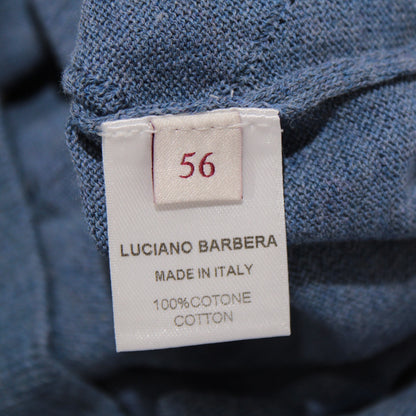 56
LUCIANO BARBERA
MADE IN ITALY
100%COTONE
COTTON